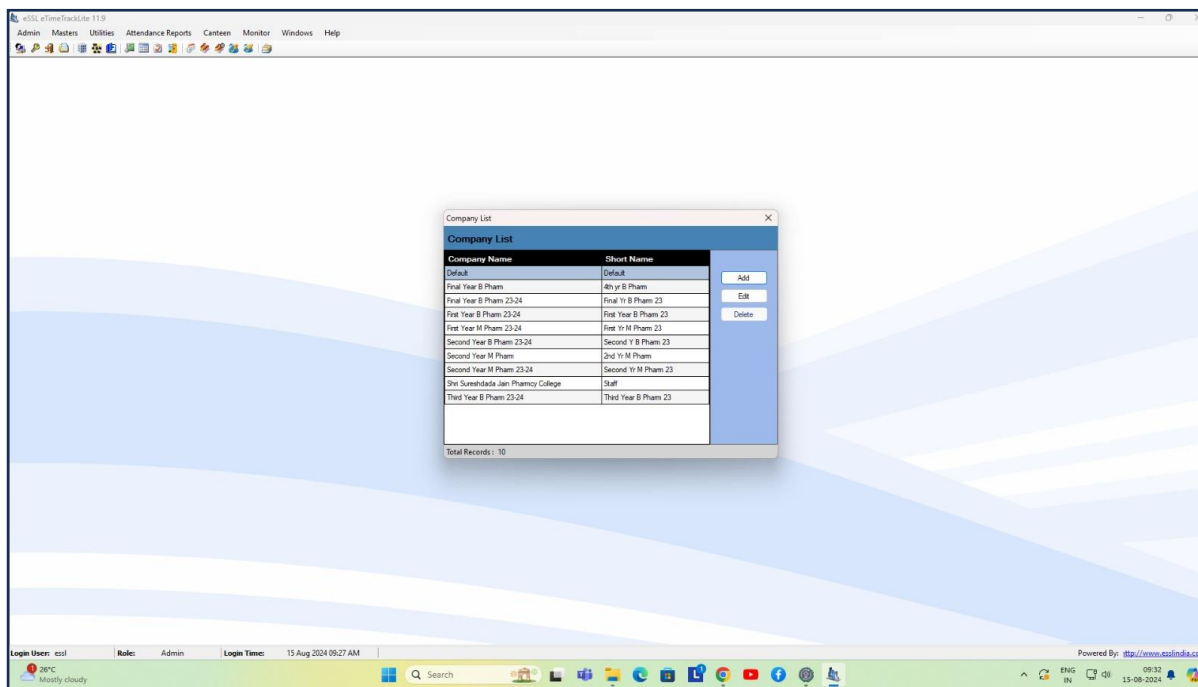 eSSL eTimeTrackLite 11.9
Admin Masters Utilities Attendance Reports Canteen Monitor Windows Help
Company List
Company List
Company Name Short Name
Default Default
Final Year B Pharm 4th yr B Pharm
Final Year B Pharm 23-24 Final Yr B Pharm 23
First Year B Pharm 23-24 First Year B Pharm 23
First Year M Pharm 23-24 First Yr M Pharm 23
Second Year B Pharm 23-24 Second Y B Pharm 23
Second Year M Pharm 2nd Yr M Pharm
Second Year M Pharm 23-24 Second Yr M Pharm 23
Shri Sureshdada Jain Pharmcy College Staff
Third Year B Pharm 23-24 Third Year B Pharm 23
Add
Edit
Delete
Total Records : 10
Login User: essl Role: Admin Login Time: 15 Aug 2024 09:27 AM Powered By: http://www.esslindia.co
1 26°C
Mostly cloudy
Search
ENG 09:32
IN 15-08-2024